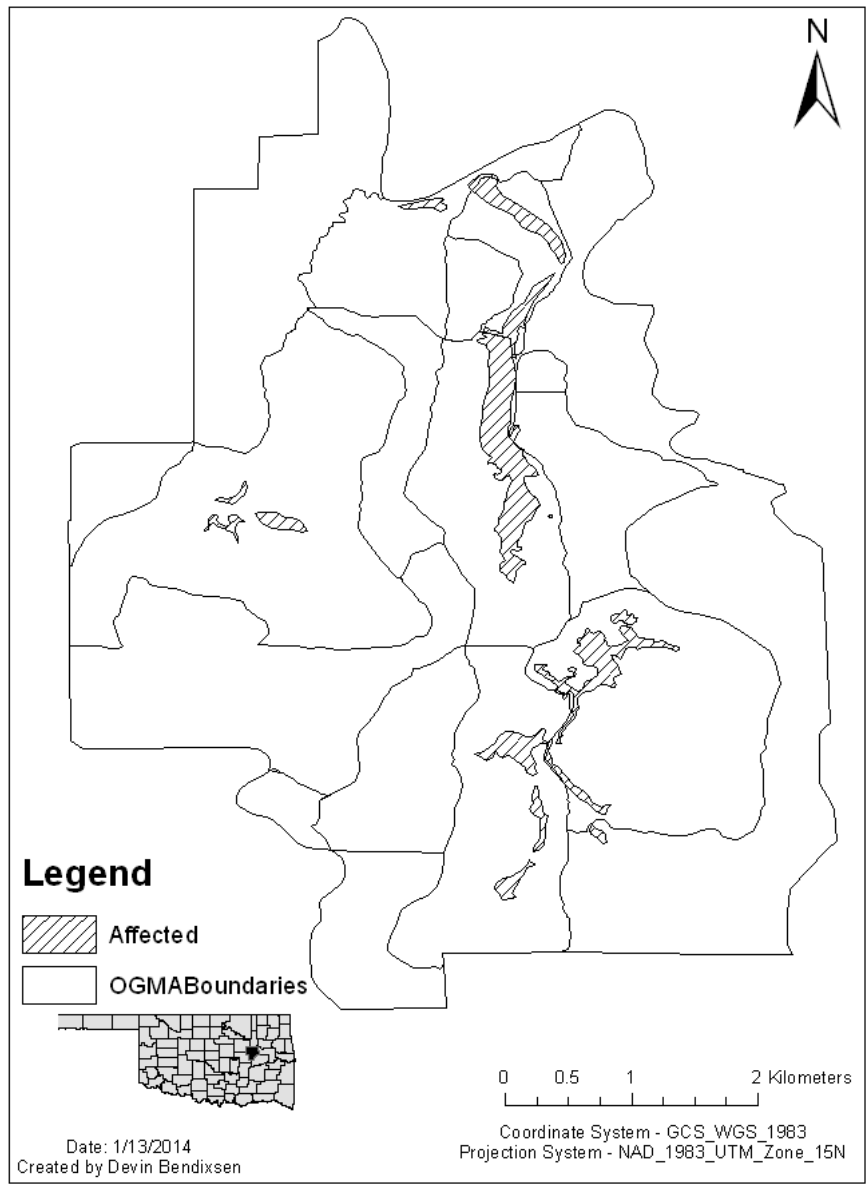 N
Legend
Affected
OGMABoundaries
0 0.5 1 2 Kilometers
Date: 1/13/2014
Created by Devin Bendixsen
Coordinate System - GCS_WGS_1983
Projection System - NAD_1983_UTM_Zone_15N